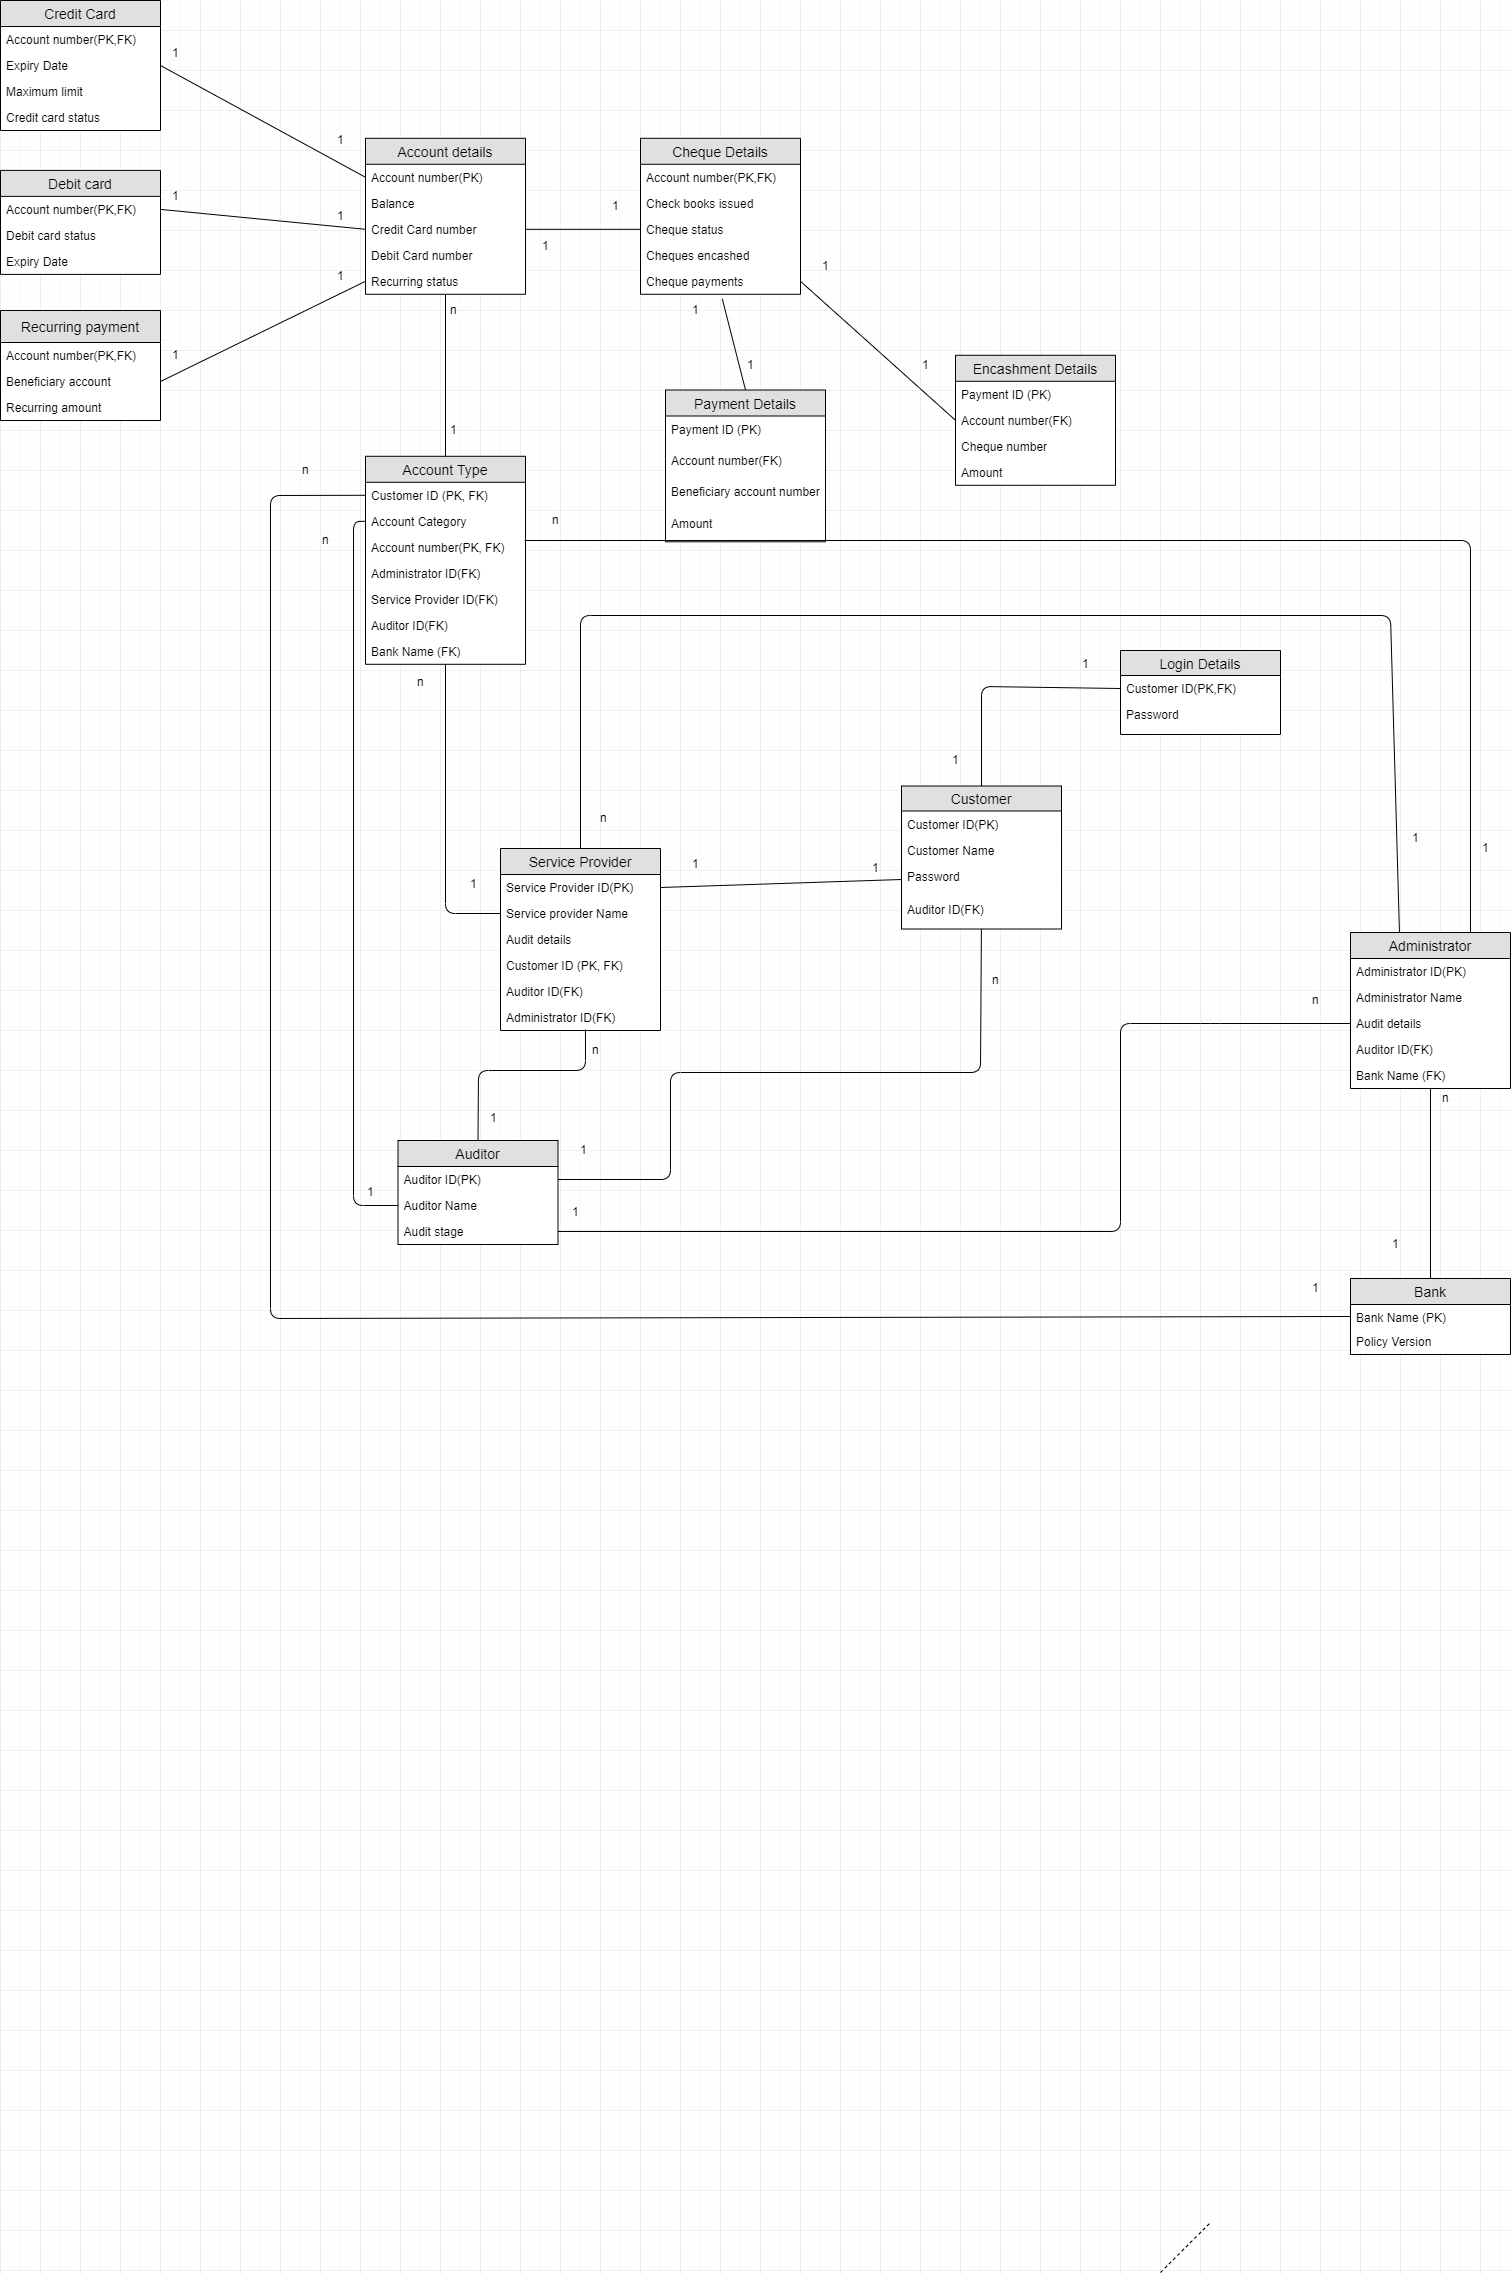 Credit Card
Account number(PK,FK)
Expiry Date
Maximum limit
Credit card status
1
1
Debit card
Account number(PK,FK)
Debit card status
Expiry Date
1
1
Recurring payment
Account number(PK,FK)
Beneficiary account
Recurring amount
1
1
Account details
Account number(PK)
Balance
Credit Card number
Debit Card number
Recurring status
1
1
n
1
Cheque Details
Account number(PK,FK)
Check books issued
Cheque status
Cheques encashed
Cheque payments
1
1
1
1
Payment Details
Payment ID (PK)
Account number(FK)
Beneficiary account number
Amount
Encashment Details
Payment ID (PK)
Account number(FK)
Cheque number
Amount
n
n
n
Account Type
Customer ID (PK, FK)
Account Category
Account number(PK, FK)
Administrator ID(FK)
Service Provider ID(FK)
Auditor ID(FK)
Bank Name (FK)
n
1
Login Details
Customer ID(PK,FK)
Password
1
Customer
Customer ID(PK)
Customer Name
Password
Auditor ID(FK)
n
1
1
1
n
Service Provider
Service Provider ID(PK)
Service provider Name
Audit details
Customer ID (PK, FK)
Auditor ID(FK)
Administrator ID(FK)
n
1
1
1
Administrator
Administrator ID(PK)
Administrator Name
Audit details
Auditor ID(FK)
Bank Name (FK)
n
n
1
1
1
Auditor
Auditor ID(PK)
Auditor Name
Audit stage
1
1
1
Bank
Bank Name (PK)
Policy Version